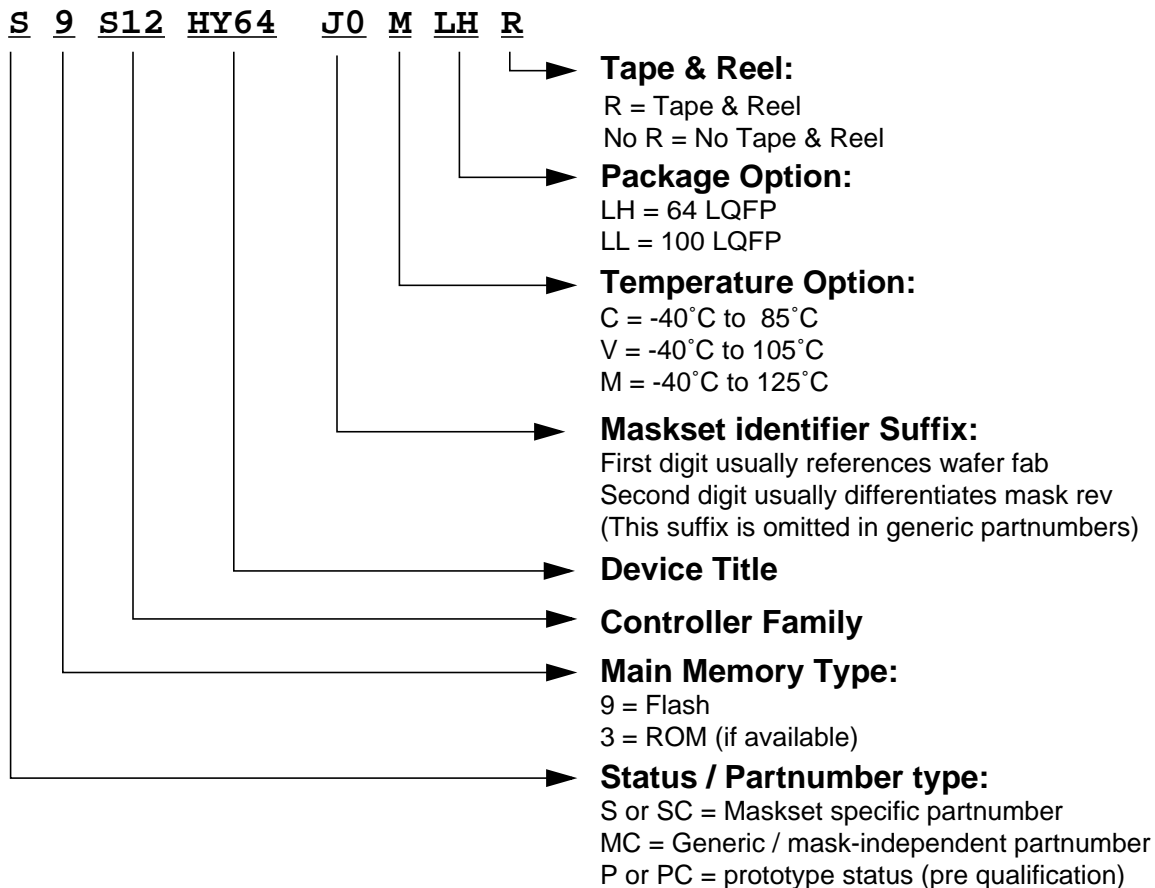 S 9 S12 HY64 J0 M LH R
Tape & Reel:
R = Tape & Reel
No R = No Tape & Reel
Package Option:
LH = 64 LQFP
LL = 100 LQFP
Temperature Option:
C = -40˚C to 85˚C
V = -40˚C to 105˚C
M = -40˚C to 125˚C
Maskset identifier Suffix:
First digit usually references wafer fab
Second digit usually differentiates mask rev
(This suffix is omitted in generic partnumbers)
Device Title
Controller Family
Main Memory Type:
9 = Flash
3 = ROM (if available)
Status / Partnumber type:
S or SC = Maskset specific partnumber
MC = Generic / mask-independent partnumber
P or PC = prototype status (pre qualification)